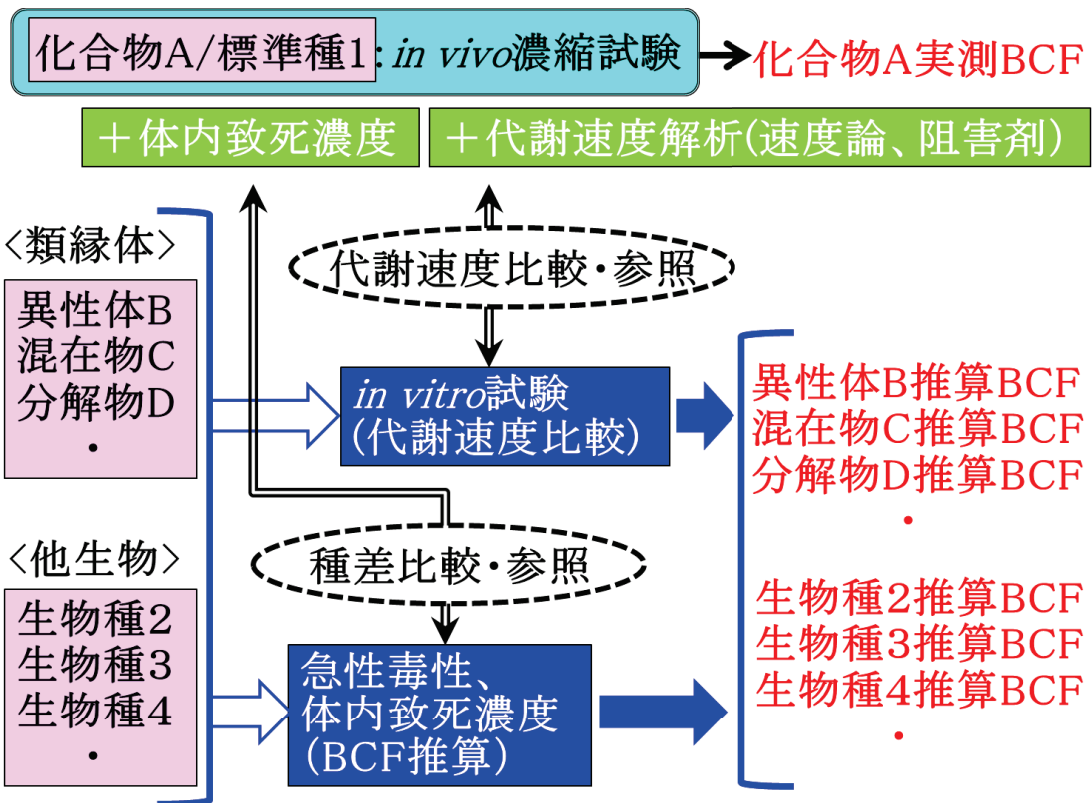 化合物A/標準種1:in vivo濃縮試験
化合物A実測BCF
＋体内致死濃度
＋代謝速度解析(速度論、阻害剤)
<類縁体>
異性体B
混在物C
分解物D
・
代謝速度比較・参照
in vitro試験
(代謝速度比較)
異性体B推算BCF
混在物C推算BCF
分解物D推算BCF
・
<他生物>
生物種2
生物種3
生物種4
・
種差比較・参照
急性毒性、
体内致死濃度
(BCF推算)
生物種2推算BCF
生物種3推算BCF
生物種4推算BCF
・